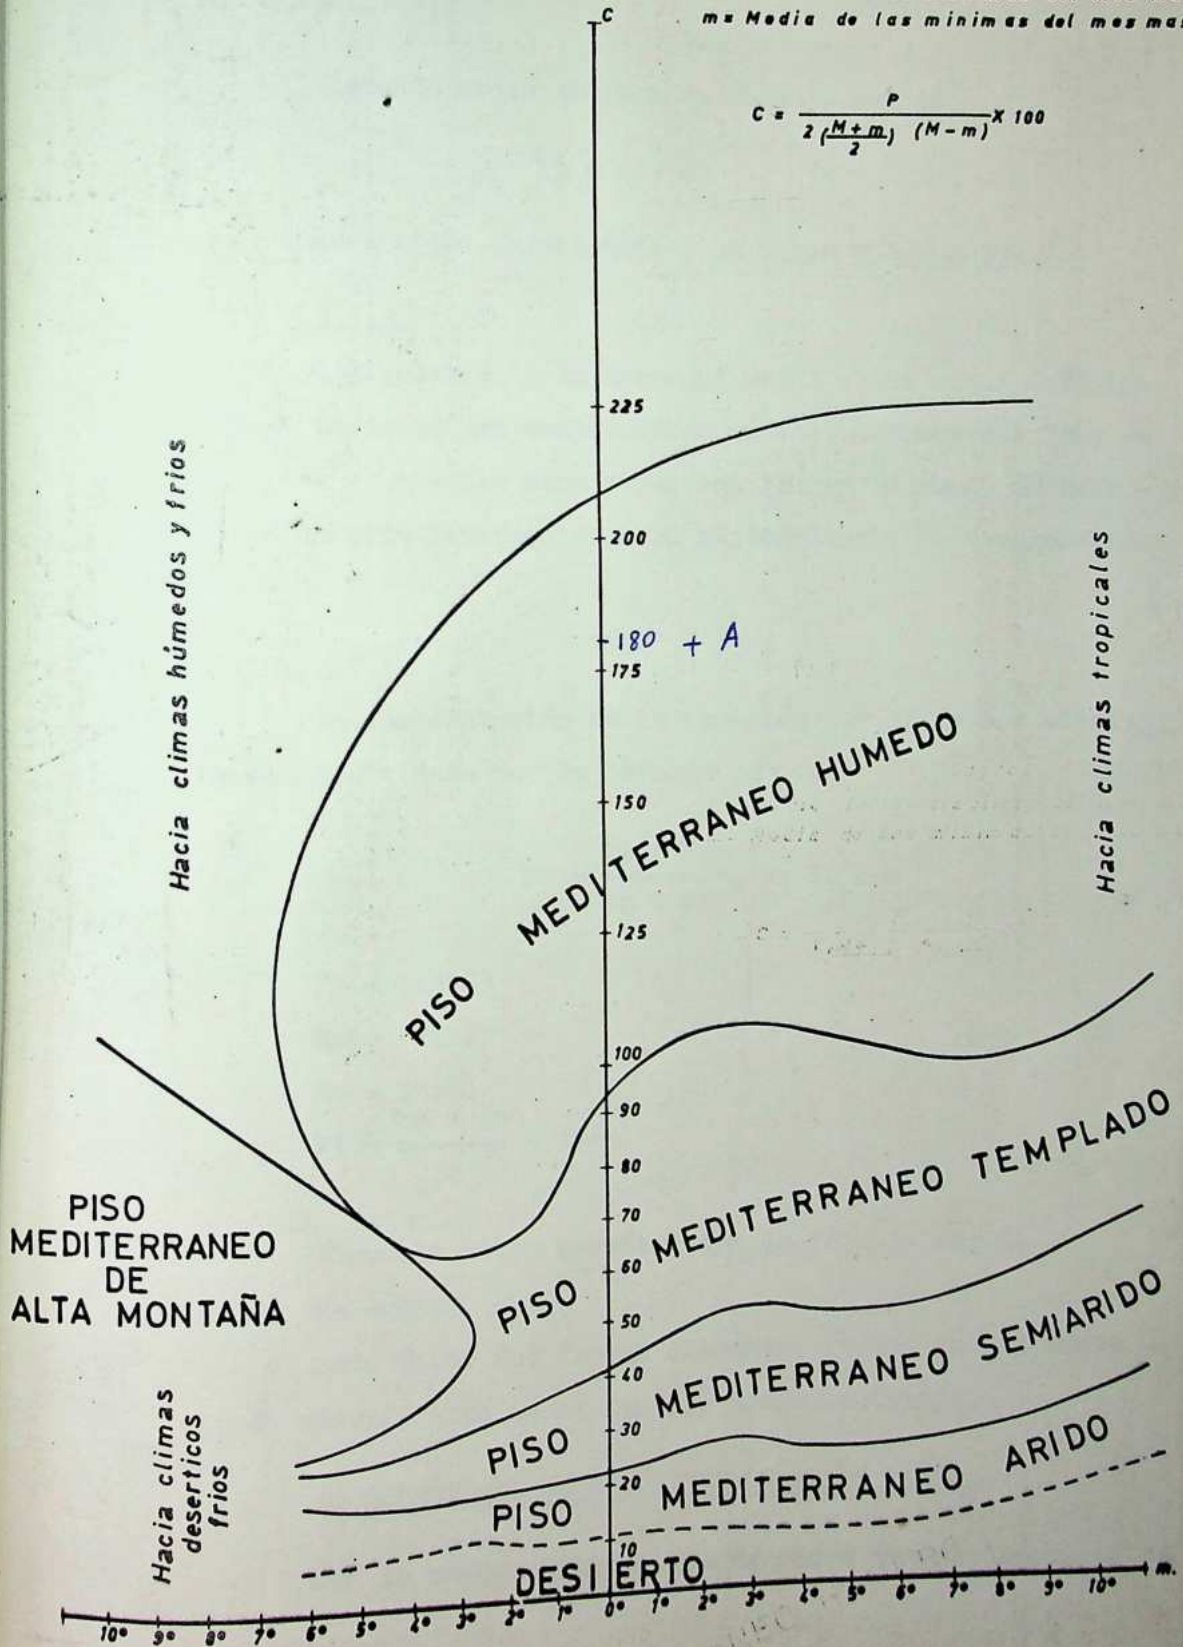 C
m = Media de las minimas del mes mas
C = P / 2 (M + m / 2) (M - m) X 100
225
200
180 + A
175
150
125
100
90
80
70
60
50
40
30
20
10
Hacia climas húmedos y frios
Hacia climas tropicales
PISO MEDITERRANEO HUMEDO
PISO MEDITERRANEO TEMPLADO
PISO
MEDITERRANEO
DE
ALTA MONTAÑA
PISO MEDITERRANEO SEMIARIDO
PISO MEDITERRANEO ARIDO
Hacia climas
deserticos
frios
DESIERTO
10° 9° 8° 7° 6° 5° 4° 3° 2° 1° 0° 1° 2° 3° 4° 5° 6° 7° 8° 9° 10° m.